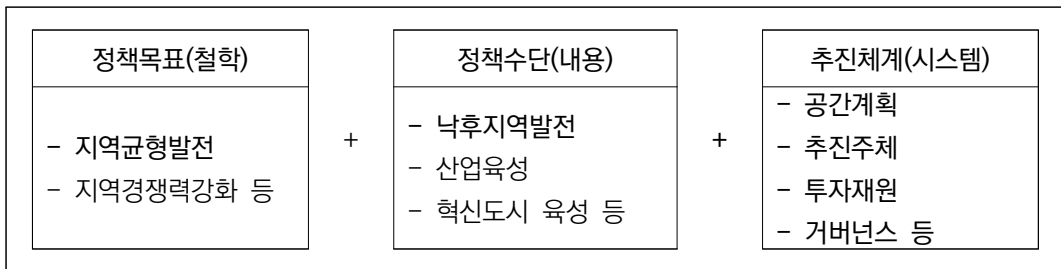 정책목표(철학)
- 지역균형발전
- 지역경쟁력강화 등
+
정책수단(내용)
- 낙후지역발전
- 산업육성
- 혁신도시 육성 등
+
추진체계(시스템)
- 공간계획
- 추진주체
- 투자재원
- 거버넌스 등